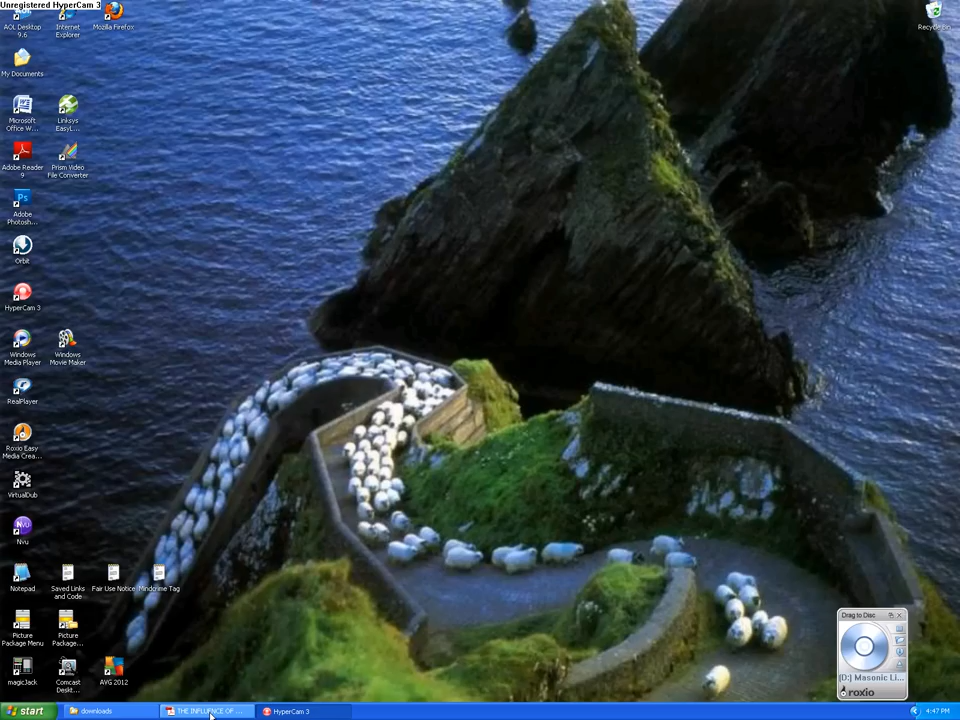 Unregistered HyperCam 3
AOL Desktop
9.6
Internet
Explorer
Mozilla Firefox
Recycle Bin
My Documents
Microsoft
Office W...
Linksys
EasyL...
Adobe Reader
9
Prism Video
File Converter
Adobe
Photosh...
Orbit
HyperCam 3
Windows
Media Player
Windows
Movie Maker
RealPlayer
Roxio Easy
Media Crea...
VirtualDub
Nvu
Notepad
Saved Links
and Code
Fair Use Notice
Mindcrime Tag
Picture
Package Menu
Picture
Package...
magicJack
Comcast
Deskt...
AVG 2012
Drag to Disc
[D:] Masonic Li...
roxio
start
downloads
THE INFLUENCE OF ...
HyperCam 3
4:47 PM